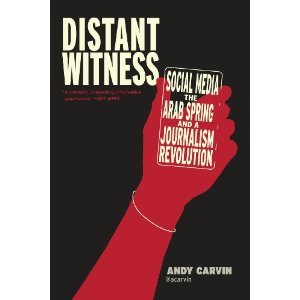 DISTANT
WITNESS
SOCIAL MEDIA
THE
ARAB SPRING
AND A
JOURNALISM
REVOLUTION
ANDY CARVIN
@acarvin